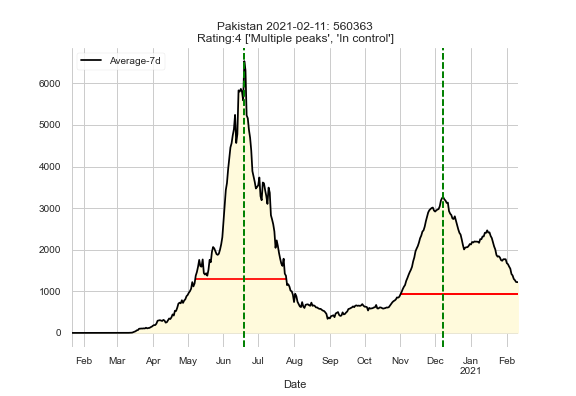 Pakistan 2021-02-11: 560363
Rating:4 ['Multiple peaks', 'In control']
Average-7d
6000
5000
4000
3000
2000
1000
0
Feb Mar Apr May Jun Jul Aug Sep Oct Nov Dec Jan Feb
2021
Date